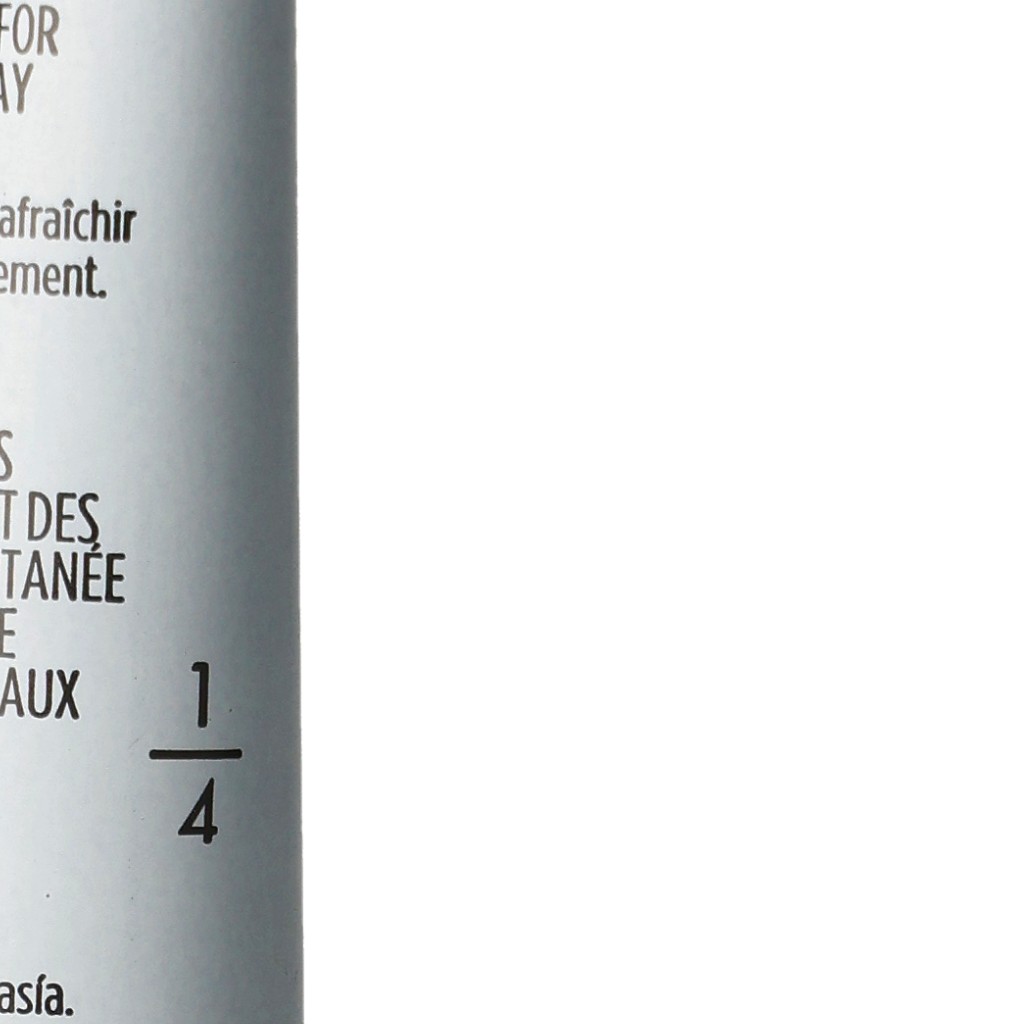 FOR
AY
afraîchir
ement.
S
T DES
TANÉE
E
AUX
1
4
asía.